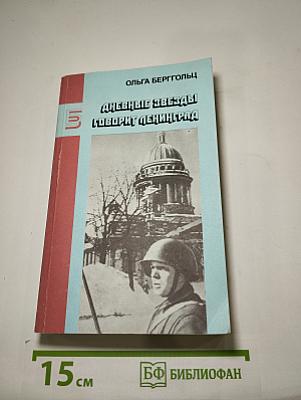 ОЛЬГА БЕРГГОЛЬЦ
ДНЕВНЫЕ ЗВЕЗДЫ
ГОВОРИТ ЛЕНИНГРАД
15 см
БФ БИБЛИОФАН